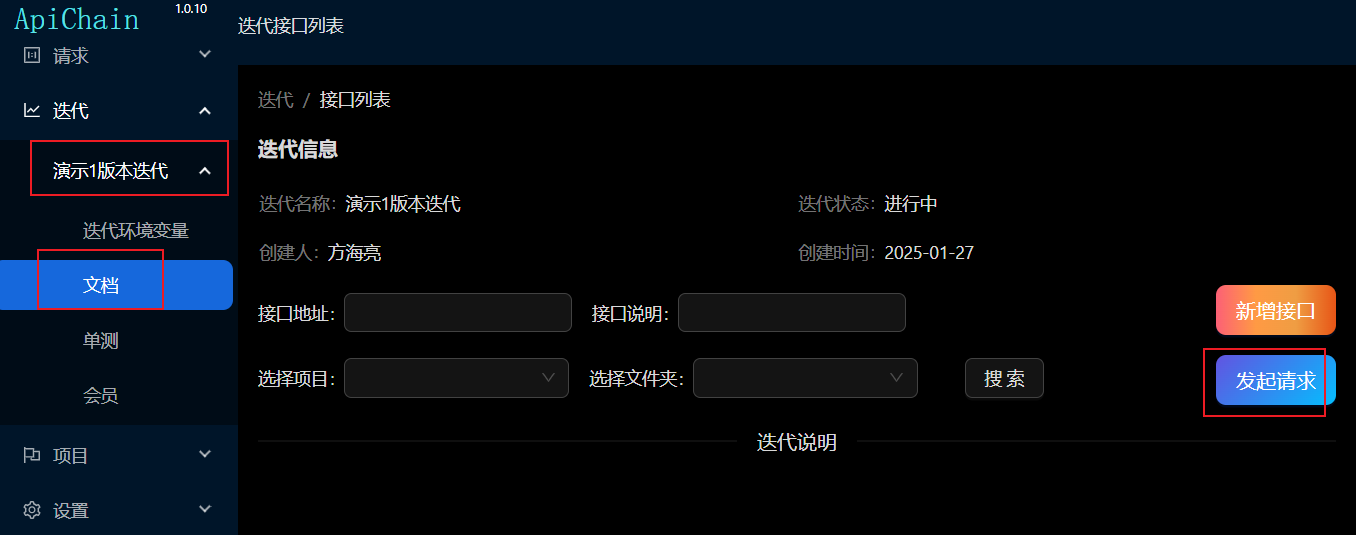 ApiChain 1.0.10
请求
迭代
演示1版本迭代
迭代环境变量
文档
单测
会员
项目
设置
迭代接口列表
迭代 / 接口列表
迭代信息
迭代名称: 演示1版本迭代 迭代状态: 进行中
创建人: 方海亮 创建时间: 2025-01-27
接口地址: 接口说明: 新增接口
选择项目: 选择文件夹: 搜 索 发起请求
迭代说明